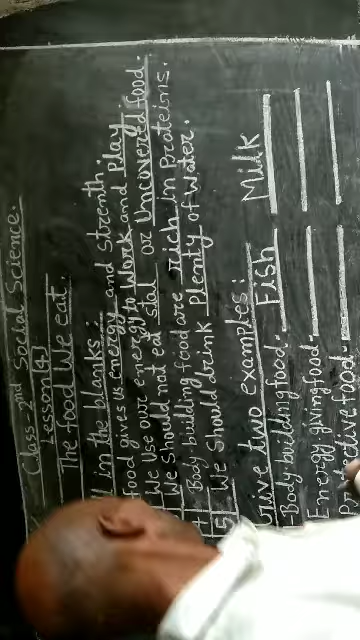 Class 2nd Social Science.
Lesson (4)
The food We eat.
in the blanks:
food gives us Energy and Strenth.
We use our energy to Work and Play.
We Should not eat stal or Uncovered food.
Body building food are rich in Proteins.
[5] We Should drink Plenty of Water.
Give two examples:
-Body building food- Fish Milk
Energy giving food-
Protective food-